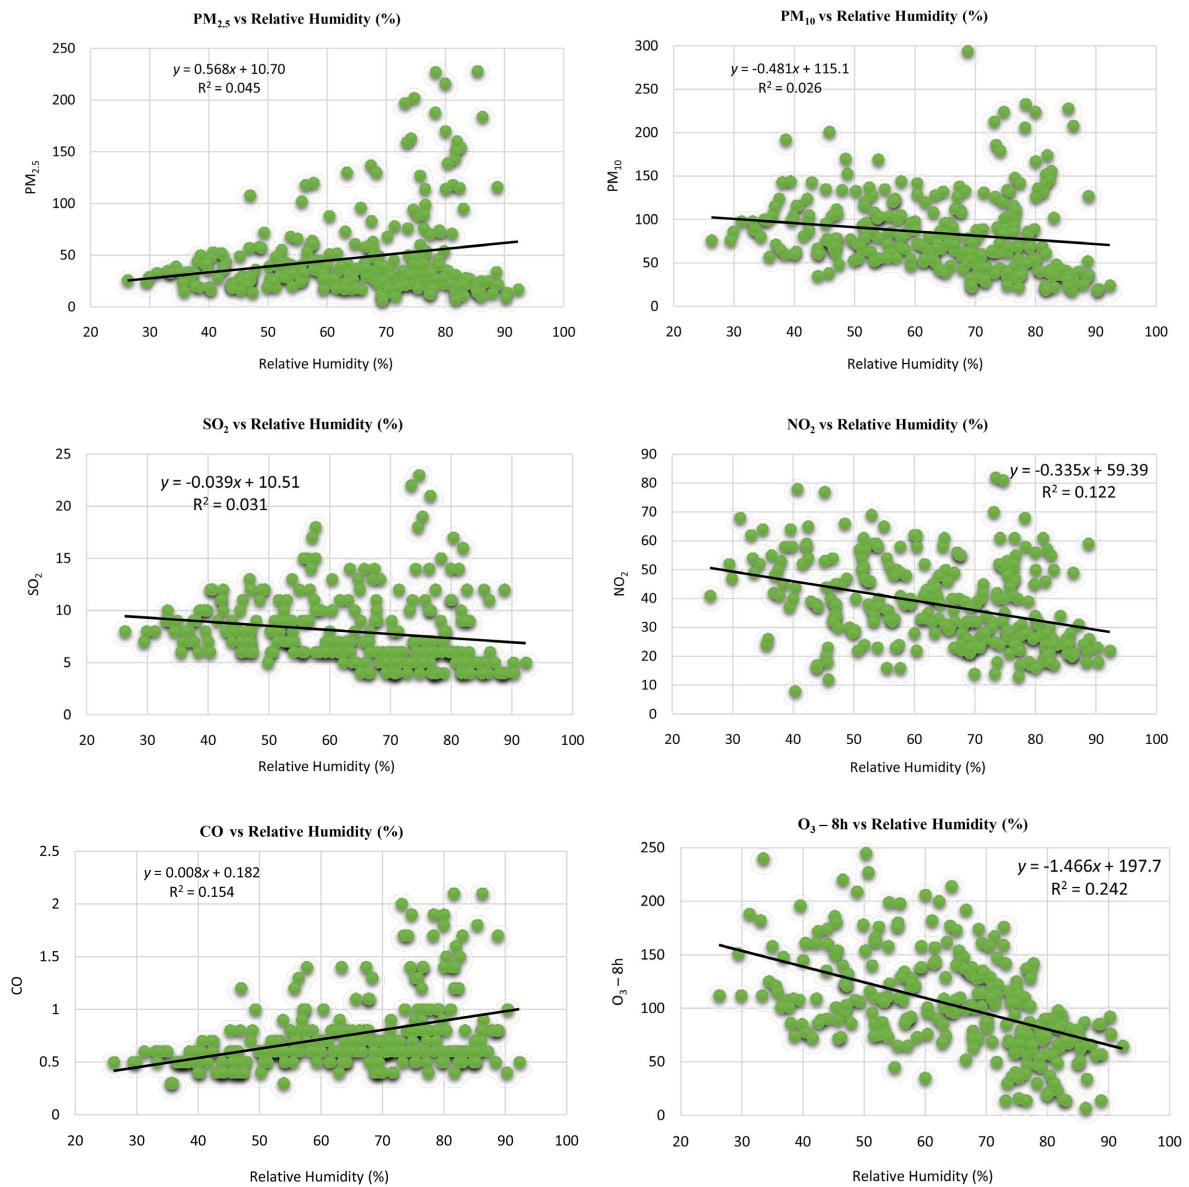 PM2.5 vs Relative Humidity (%)
y = 0.568x + 10.70
R² = 0.045
PM2.5
250
200
150
100
50
0
20 30 40 50 60 70 80 90 100
Relative Humidity (%)
PM10 vs Relative Humidity (%)
y = -0.481x + 115.1
R² = 0.026
PM10
300
250
200
150
100
50
0
20 30 40 50 60 70 80 90 100
Relative Humidity (%)
SO2 vs Relative Humidity (%)
y = -0.039x + 10.51
R² = 0.031
SO2
25
20
15
10
5
0
20 30 40 50 60 70 80 90 100
Relative Humidity (%)
NO2 vs Relative Humidity (%)
y = -0.335x + 59.39
R² = 0.122
NO2
90
80
70
60
50
40
30
20
10
0
20 30 40 50 60 70 80 90 100
Relative Humidity (%)
CO vs Relative Humidity (%)
y = 0.008x + 0.182
R² = 0.154
CO
2.5
2
1.5
1
0.5
0
20 30 40 50 60 70 80 90 100
Relative Humidity (%)
O3 – 8h vs Relative Humidity (%)
y = -1.466x + 197.7
R² = 0.242
O3 – 8h
250
200
150
100
50
0
20 30 40 50 60 70 80 90 100
Relative Humidity (%)